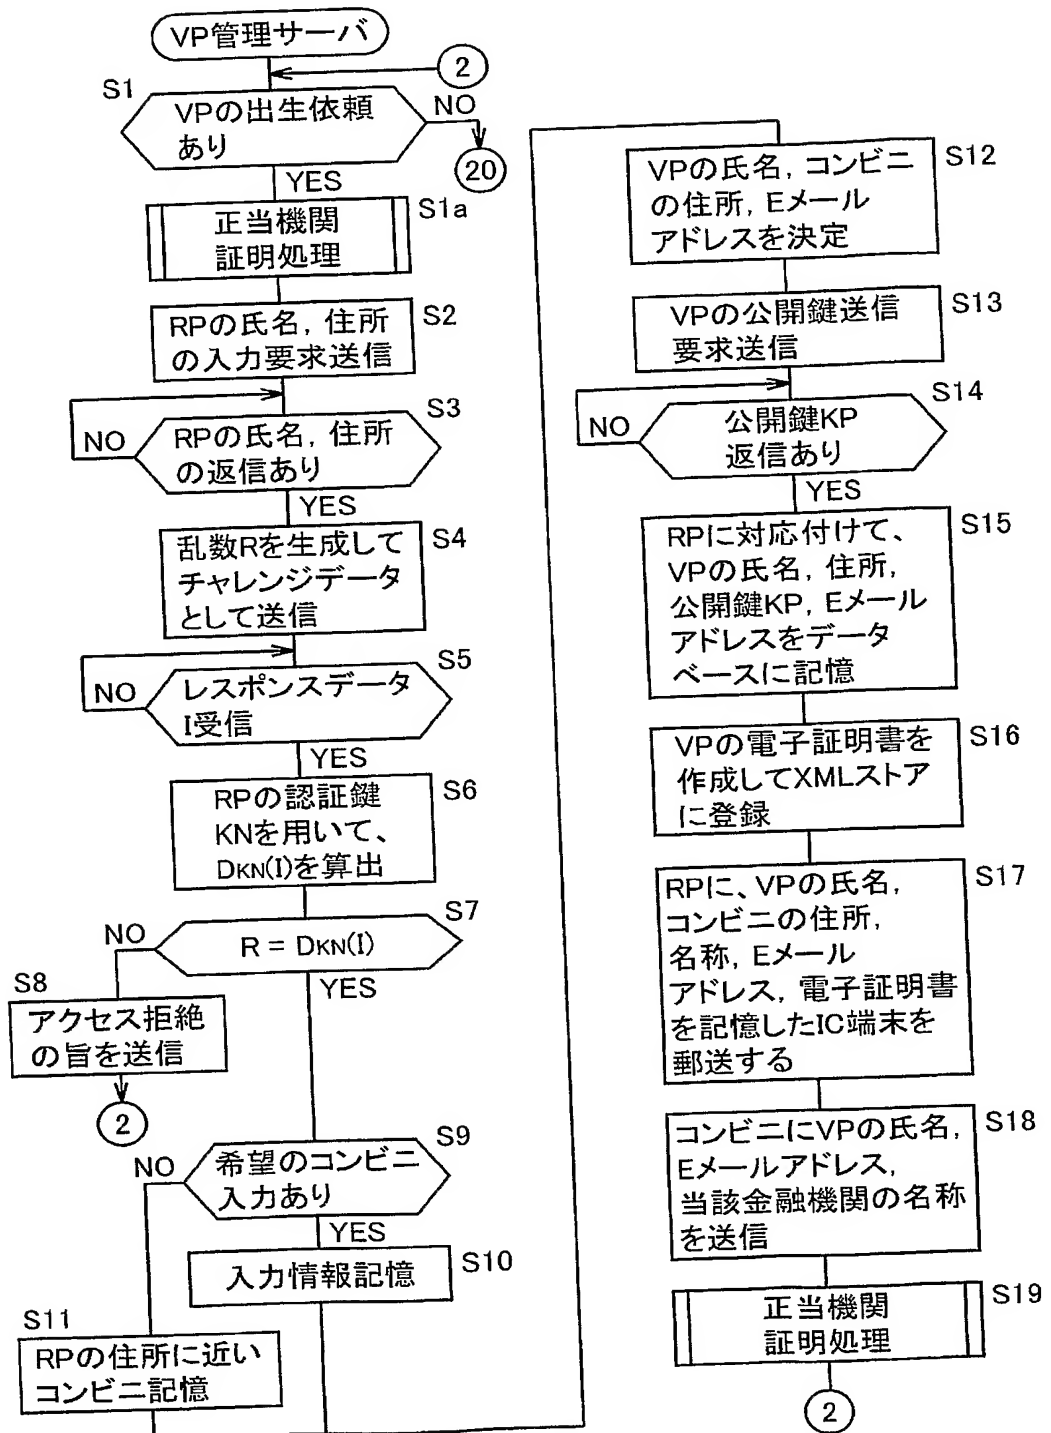 VP管理サーバ
2
S1
VPの出生依頼
あり
NO
20
YES
S1a
正当機関
証明処理
S2
RPの氏名, 住所
の入力要求送信
S3
NO
RPの氏名, 住所
の返信あり
YES
S4
乱数Rを生成して
チャレンジデータ
として送信
S5
NO
レスポンスデータ
I受信
YES
S6
RPの認証鍵
KNを用いて、
DKN(I)を算出
S7
NO
R = DKN(I)
YES
S8
アクセス拒絶
の旨を送信
2
S9
NO
希望のコンビニ
入力あり
YES
S10
入力情報記憶
S11
RPの住所に近い
コンビニ記憶
S12
VPの氏名, コンビニ
の住所, Eメール
アドレスを決定
S13
VPの公開鍵送信
要求送信
S14
NO
公開鍵KP
返信あり
YES
S15
RPに対応付けて、
VPの氏名, 住所,
公開鍵KP, Eメール
アドレスをデータ
ベースに記憶
S16
VPの電子証明書を
作成してXMLストア
に登録
S17
RPに、VPの氏名,
コンビニの住所,
名称, Eメール
アドレス, 電子証明書
を記憶したIC端末を
郵送する
S18
コンビニにVPの氏名,
Eメールアドレス,
当該金融機関の名称
を送信
S19
正当機関
証明処理
2